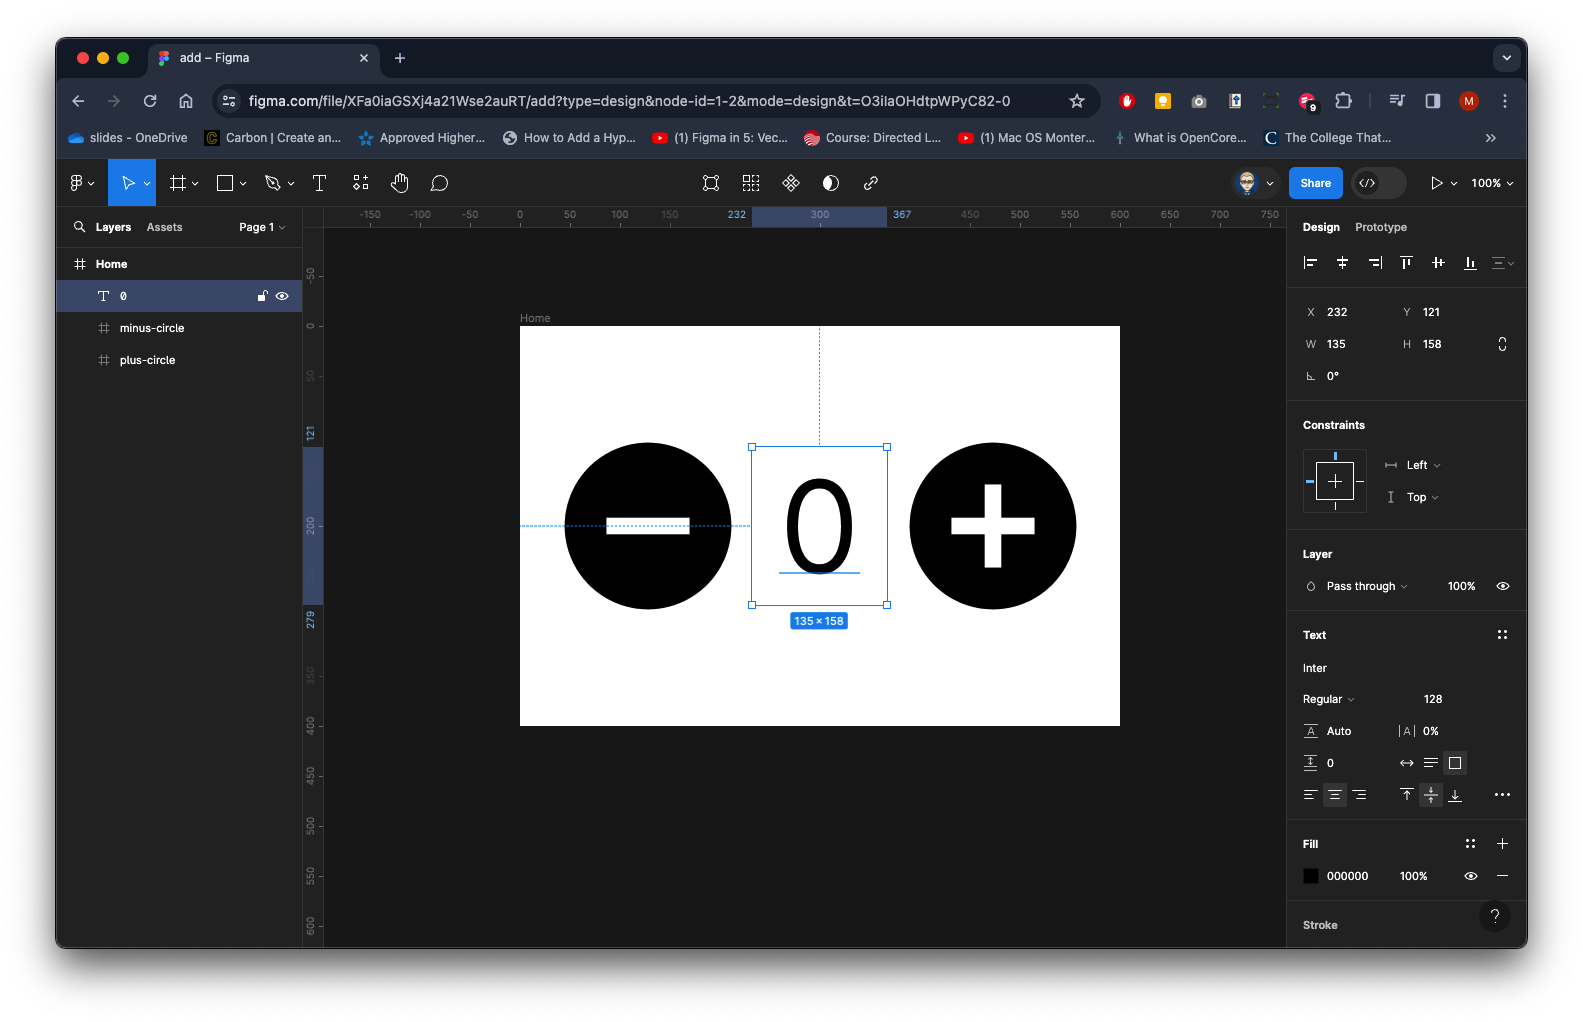 add – Figma
figma.com/file/XFa0iaGSXj4a21Wse2auRT/add?type=design&node-id=1-2&mode=design&t=O3ilaOHdtpWPyC82-0
9
M
slides - OneDrive
Carbon | Create an...
Approved Higher...
How to Add a Hyp...
(1) Figma in 5: Vec...
Course: Directed L...
(1) Mac OS Monter...
What is OpenCore...
The College That...
Share
100%
Layers
Assets
Page 1
Home
0
minus-circle
plus-circle
-150 -100 -50 0 50 100 150 232 300 367 450 500 550 600 650 700 750
-50
0
50
121
200
279
350
400
450
500
550
600
Home
0
135 × 158
Design
Prototype
X 232
Y 121
W 135
H 158
0°
Constraints
Left
Top
Layer
Pass through
100%
Text
Inter
Regular
128
Auto
0%
0
Fill
000000
100%
Stroke
?